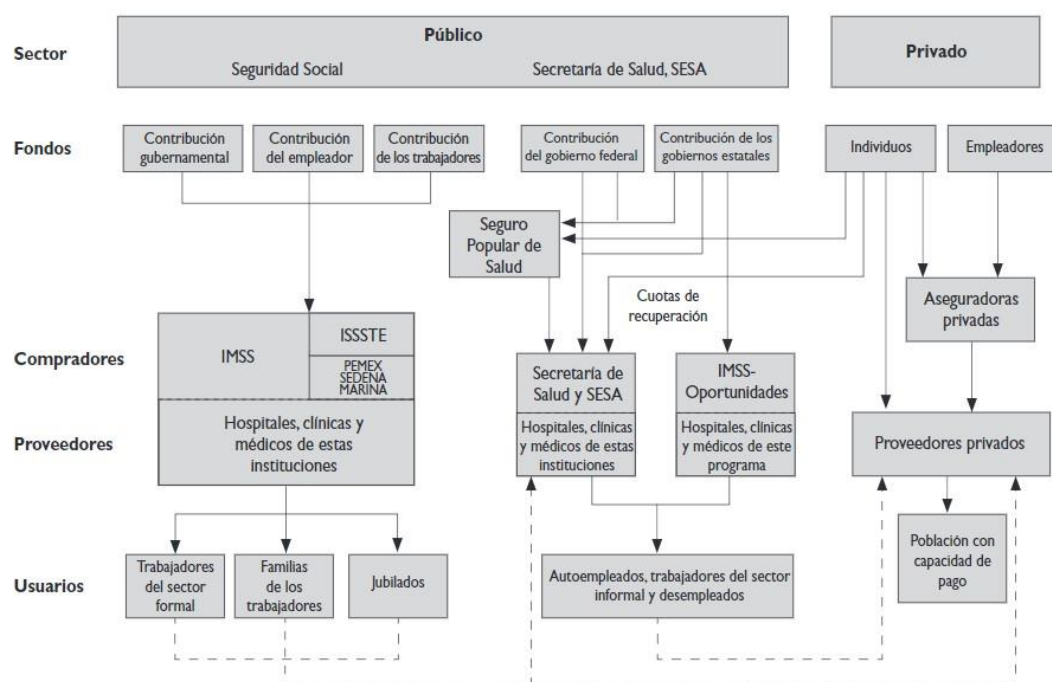 Sector
Público
Seguridad Social
Secretaría de Salud, SESA
Privado
Fondos
Contribución
gubernamental
Contribución
del empleador
Contribución
de los trabajadores
Contribución
del gobierno federal
Contribución de los
gobiernos estatales
Individuos
Empleadores
Seguro
Popular de
Salud
Cuotas de
recuperación
Aseguradoras
privadas
Compradores
IMSS
ISSSTE
PEMEX
SEDENA
MARINA
Secretaría de
Salud y SESA
IMSS-
Oportunidades
Proveedores
Hospitales, clínicas y
médicos de estas
instituciones
Hospitales, clínicas
y médicos de estas
instituciones
Hospitales, clínicas
y médicos de este
programa
Proveedores privados
Usuarios
Trabajadores
del sector
formal
Familias
de los
trabajadores
Jubilados
Autoempleados, trabajadores del sector
informal y desempleados
Población con
capacidad de
pago